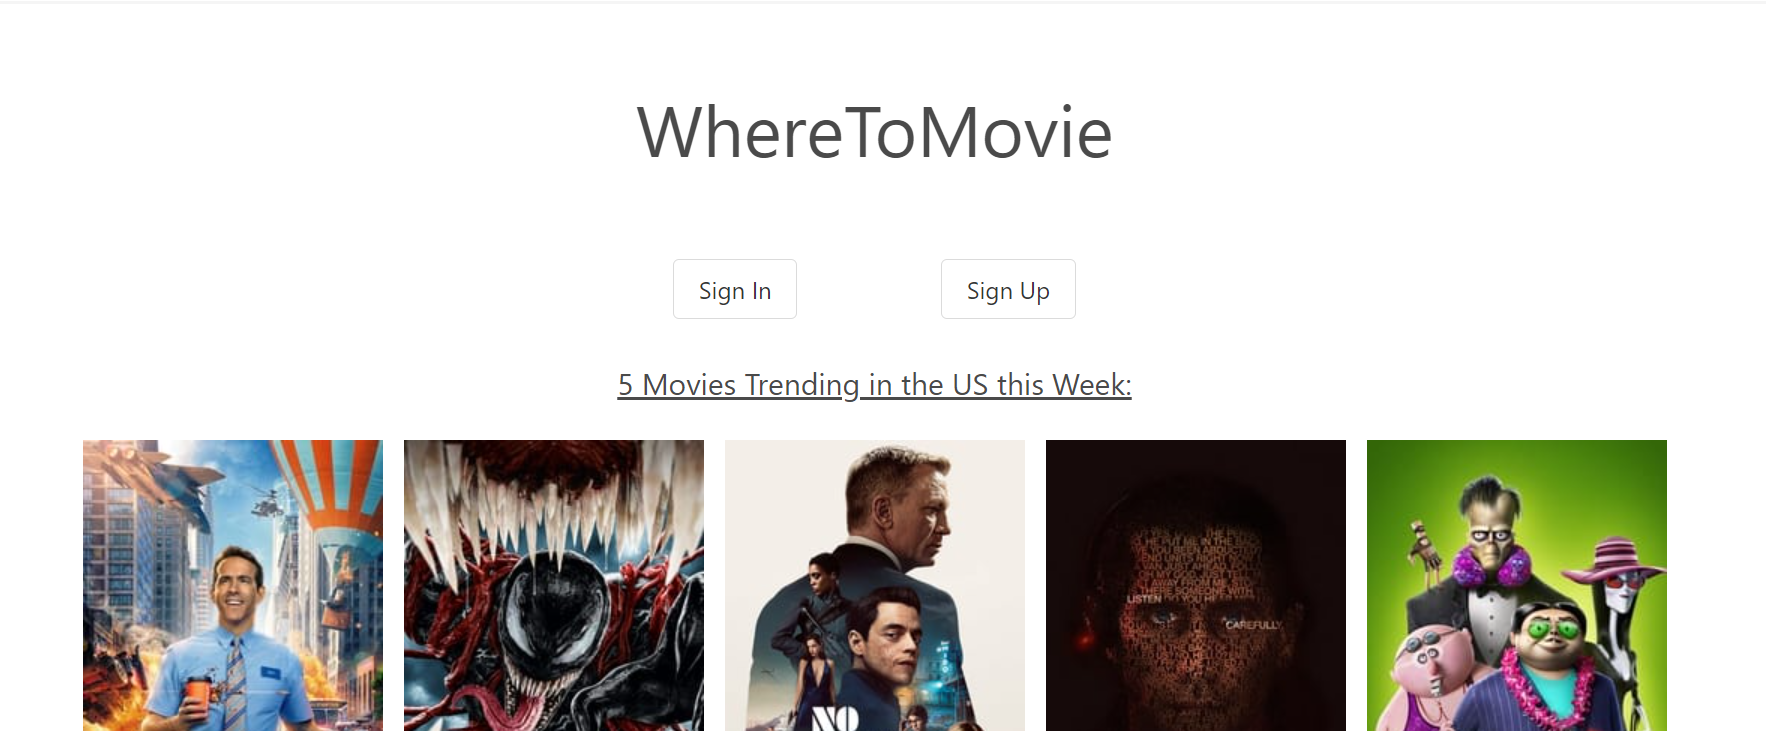 WhereToMovie
Sign In
Sign Up
5 Movies Trending in the US this Week:
NO
LISTEN
CAREFULLY